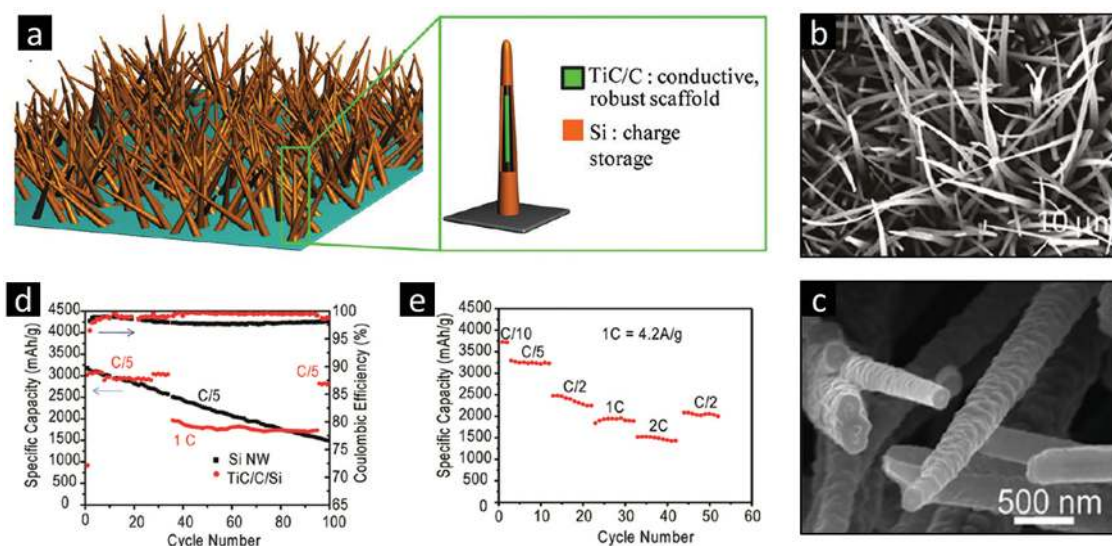 a
TiC/C : conductive,
robust scaffold
Si : charge
storage
b
10 µm
d
Specific Capacity (mAh/g)
4500
4000
3500
3000
2500
2000
1500
1000
500
0
C/5
C/5
C/5
1 C
Si NW
TiC/C/Si
100
95
90
85
80
75
70
65
Coulombic Efficiency (%)
0 20 40 60 80 100
Cycle Number
e
Specific Capacity (mAh/g)
4500
4000
3500
3000
2500
2000
1500
1000
500
0
C/10
C/5
1C = 4.2A/g
C/2
1C
2C
C/2
0 10 20 30 40 50 60
Cycle Number
c
500 nm